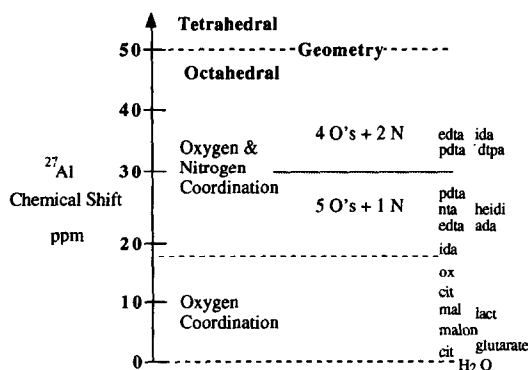 Tetrahedral
50
Geometry
Octahedral
40
4 O's + 2 N
edta ida
pdta dtpa
Oxygen &
Nitrogen
Coordination
27Al
Chemical Shift
ppm
30
5 O's + 1 N
pdta
nta heidi
edta ada
20
ida
ox
cit
10
Oxygen
Coordination
mal lact
malon
cit glutarate
0
H2O